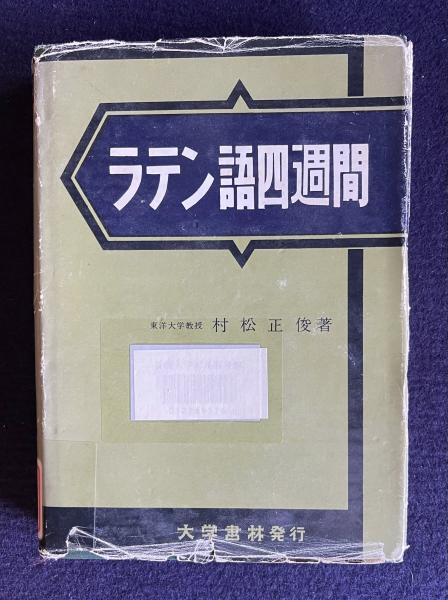 ラテン語四週間
東洋大学教授 村松正俊著
大学書林発行